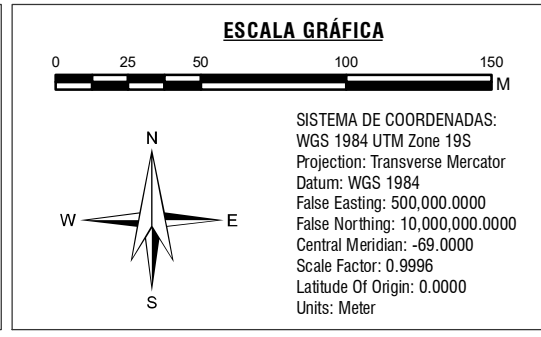 ESCALA GRÁFICA
0 25 50 100 150
M
N
W E
S
SISTEMA DE COORDENADAS:
WGS 1984 UTM Zone 19S
Projection: Transverse Mercator
Datum: WGS 1984
False Easting: 500,000.0000
False Northing: 10,000,000.0000
Central Meridian: -69.0000
Scale Factor: 0.9996
Latitude Of Origin: 0.0000
Units: Meter